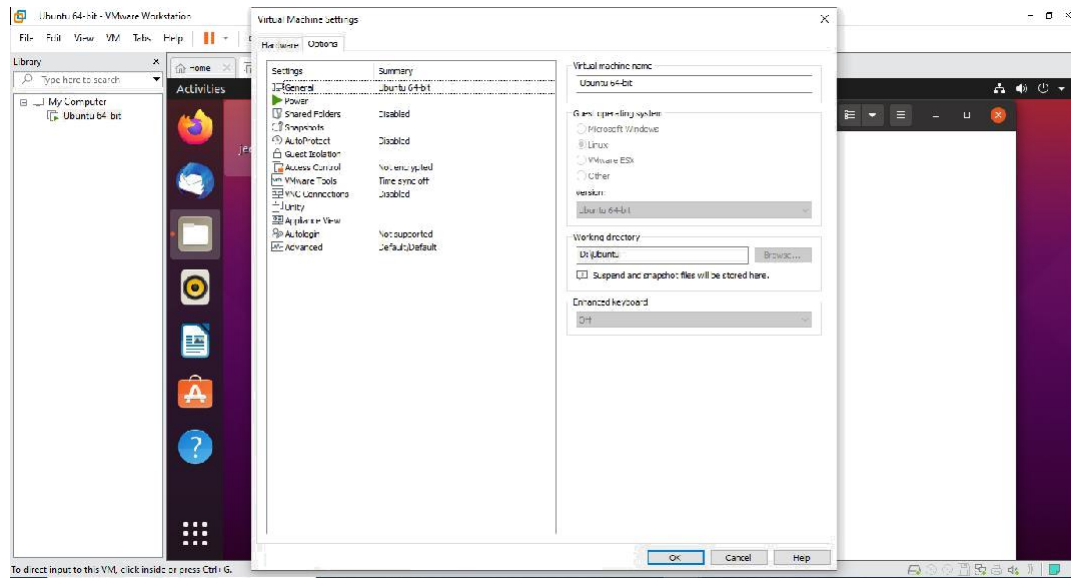 Ubuntu 64-bit - VMware Workstation
File Edit View VM Tabs Help
Library
Type here to search
My Computer
Ubuntu 64-bit
Home
Activities
Virtual Machine Settings
Hardware Options
Settings Summary
General Ubuntu 64-bit
Power
Shared Folders Disabled
Snapshots
AutoProtect Disabled
Guest Isolation
Access Control Not encrypted
VMware Tools Time sync off
VNC Connections Disabled
Unity
Appliance View
Autologin Not supported
Advanced Default/Default
Virtual machine name
Ubuntu 64-bit
Guest operating system
Microsoft Windows
Linux
VMware ESX
Other
Version:
Ubuntu 64-bit
Working directory
D:\Ubuntu
Browse...
Suspend and snapshot files will be stored here.
Enhanced keyboard
Off
OK Cancel Help
To direct input to this VM, click inside or press Ctrl+G.